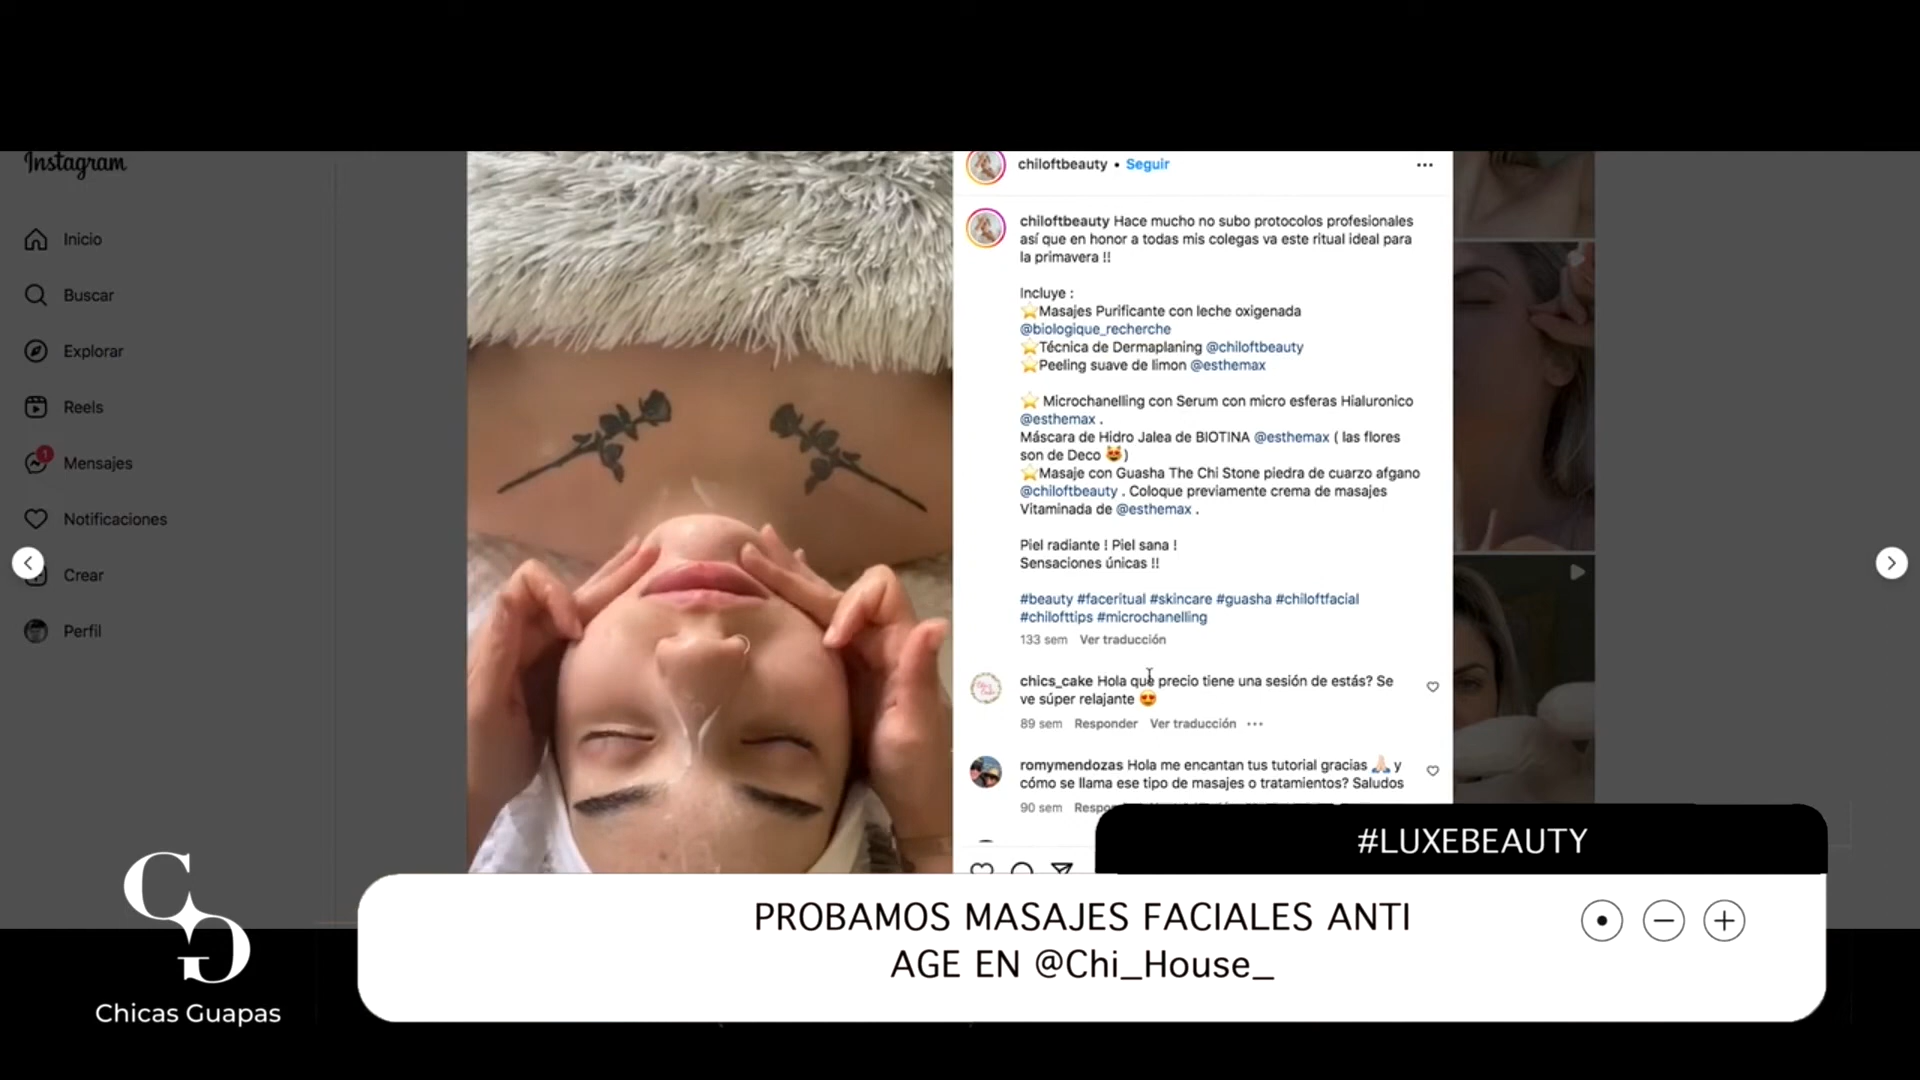 Instagram
Inicio
Buscar
Explorar
Reels
1
Mensajes
Notificaciones
Crear
Perfil
chiloftbeauty • Seguir
chiloftbeauty Hace mucho no subo protocolos profesionales
así que en honor a todas mis colegas va este ritual ideal para
la primavera !!
Incluye :
⭐Masajes Purificante con leche oxigenada
@biologique_recherche
⭐Técnica de Dermaplaning @chiloftbeauty
⭐Peeling suave de limon @esthemax
⭐ Microchanelling con Serum con micro esferas Hialuronico
@esthemax .
Máscara de Hidro Jalea de BIOTINA @esthemax ( las flores
son de Deco 😻)
⭐Masaje con Guasha The Chi Stone piedra de cuarzo afgano
@chiloftbeauty . Coloque previamente crema de masajes
Vitaminada de @esthemax .
Piel radiante ! Piel sana !
Sensaciones únicas !!
#beauty #faceritual #skincare #guasha #chiloftfacial
#chilofttips #microchanelling
133 sem Ver traducción
chics_cake Hola que precio tiene una sesión de estás? Se
ve súper relajante 😍
89 sem Responder Ver traducción
romymendozas Hola me encantan tus tutorial gracias 🙏🏻 y
cómo se llama ese tipo de masajes o tratamientos? Saludos
90 sem
#LUXEBEAUTY
PROBAMOS MASAJES FACIALES ANTI
AGE EN @Chi_House_
CG
Chicas Guapas